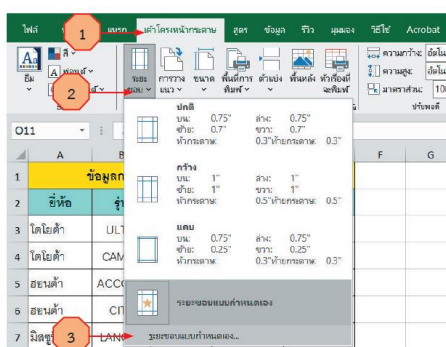 ไฟล์ แทรก เค้าโครงหน้ากระดาษ สูตร ข้อมูล รีวิว มุมมอง วิธีใช้ Acrobat
1
สี
ฟอนต์
ธีม
ระยะ ขอบ การวาง แนว ขนาด พื้นที่การ พิมพ์ ตัวแบ่ง พื้นหลัง หัวเรื่องที่ จะพิมพ์
ความกว้าง: อัตโน
ความสูง: อัตโน
มาตราส่วน: 10
ปรับพอดี
2
O11
ปกติ
บน: 0.75" ล่าง: 0.75"
ซ้าย: 0.7" ขวา: 0.7"
หัวกระดาษ: 0.3" ท้ายกระดาษ: 0.3"
กว้าง
บน: 1" ล่าง: 1"
ซ้าย: 1" ขวา: 1"
หัวกระดาษ: 0.5" ท้ายกระดาษ: 0.5"
แคบ
บน: 0.75" ล่าง: 0.75"
ซ้าย: 0.25" ขวา: 0.25"
หัวกระดาษ: 0.3" ท้ายกระดาษ: 0.3"
ระยะขอบแบบกำหนดเอง
ระยะขอบแบบกำหนดเอง...
3
A B F G
1 ข้อมูล
2 ยี่ห้อ
3 โตโยต้า ULT
4 โตโยต้า CAM
5 ฮอนด้า ACCO
6 ฮอนด้า CIT
7 LANC